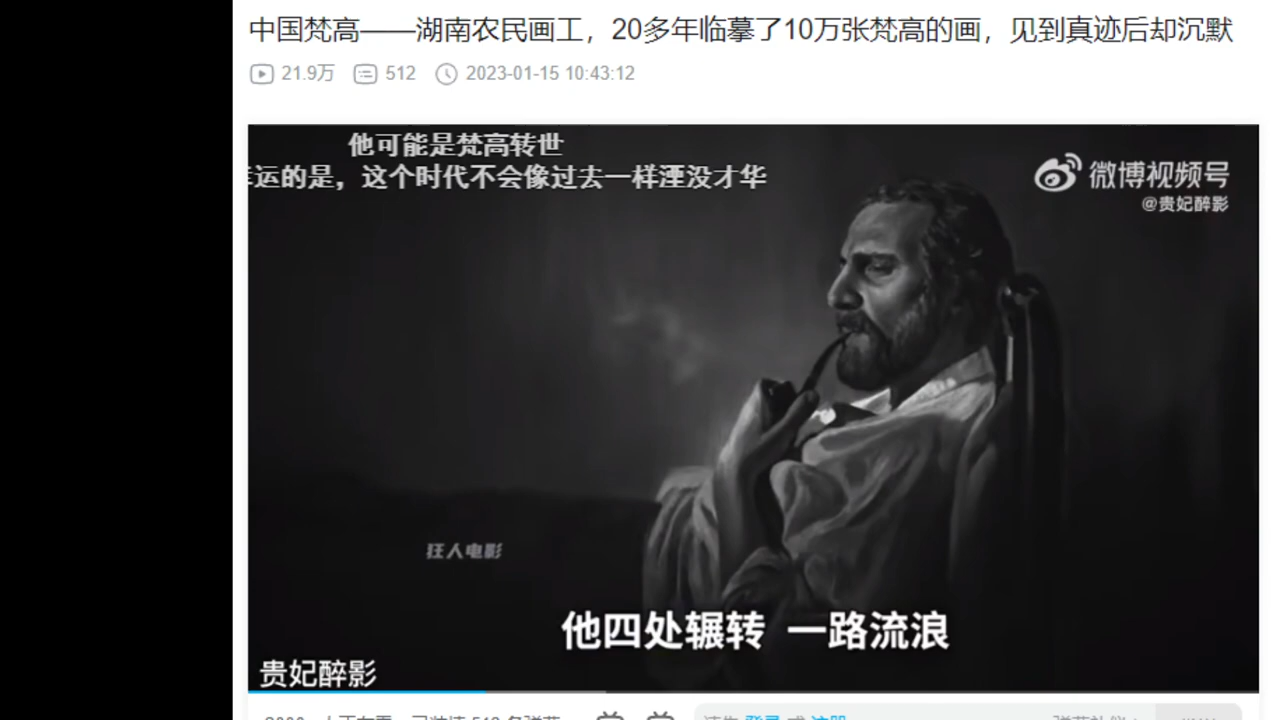 中国梵高——湖南农民画工，20多年临摹了10万张梵高的画，见到真迹后却沉默
21.9万 512 2023-01-15 10:43:12
他可能是梵高转世
运的是，这个时代不会像过去一样湮没才华
微博视频号
@贵妃醉影
狂人电影
他四处辗转 一路流浪
贵妃醉影